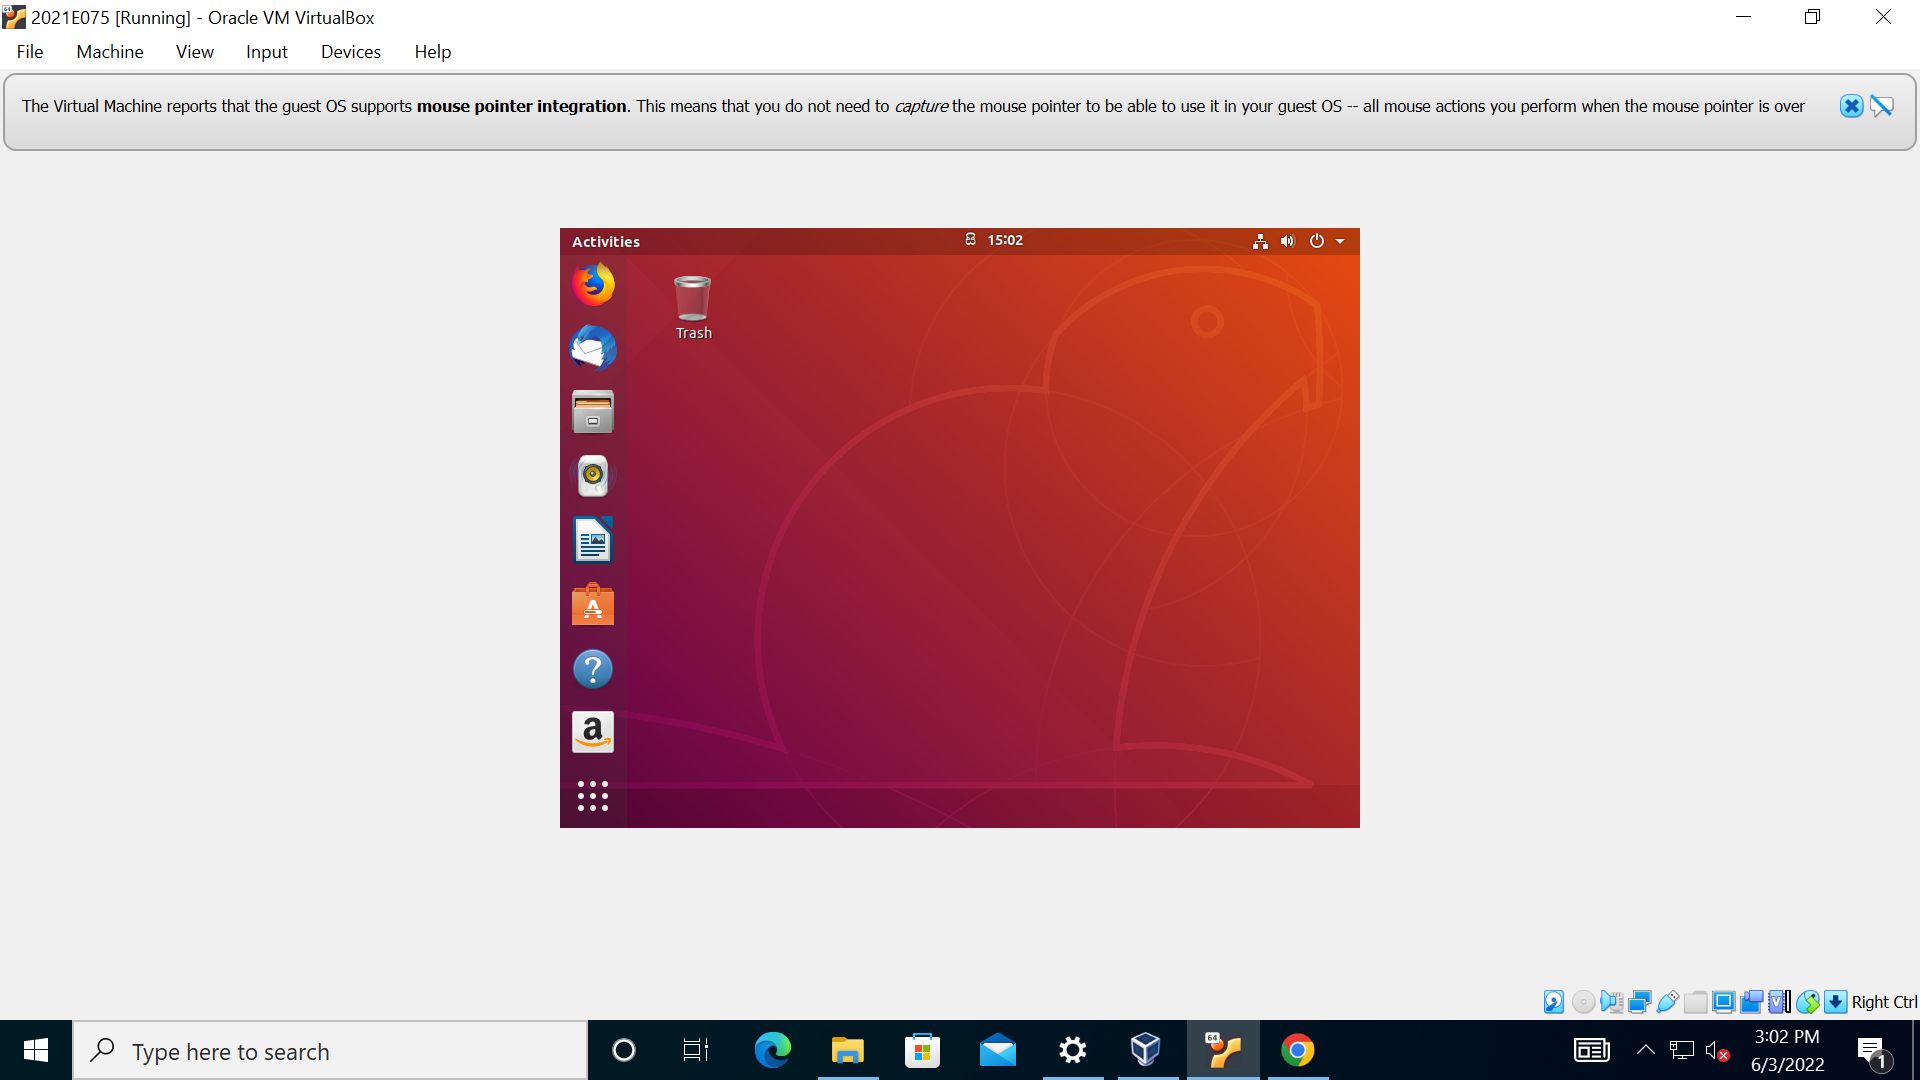 2021E075 [Running] - Oracle VM VirtualBox
File Machine View Input Devices Help
The Virtual Machine reports that the guest OS supports mouse pointer integration. This means that you do not need to capture the mouse pointer to be able to use it in your guest OS -- all mouse actions you perform when the mouse pointer is over
Activities
සි 15:02
Trash
Right Ctrl
Type here to search
64
3:02 PM
6/3/2022
1